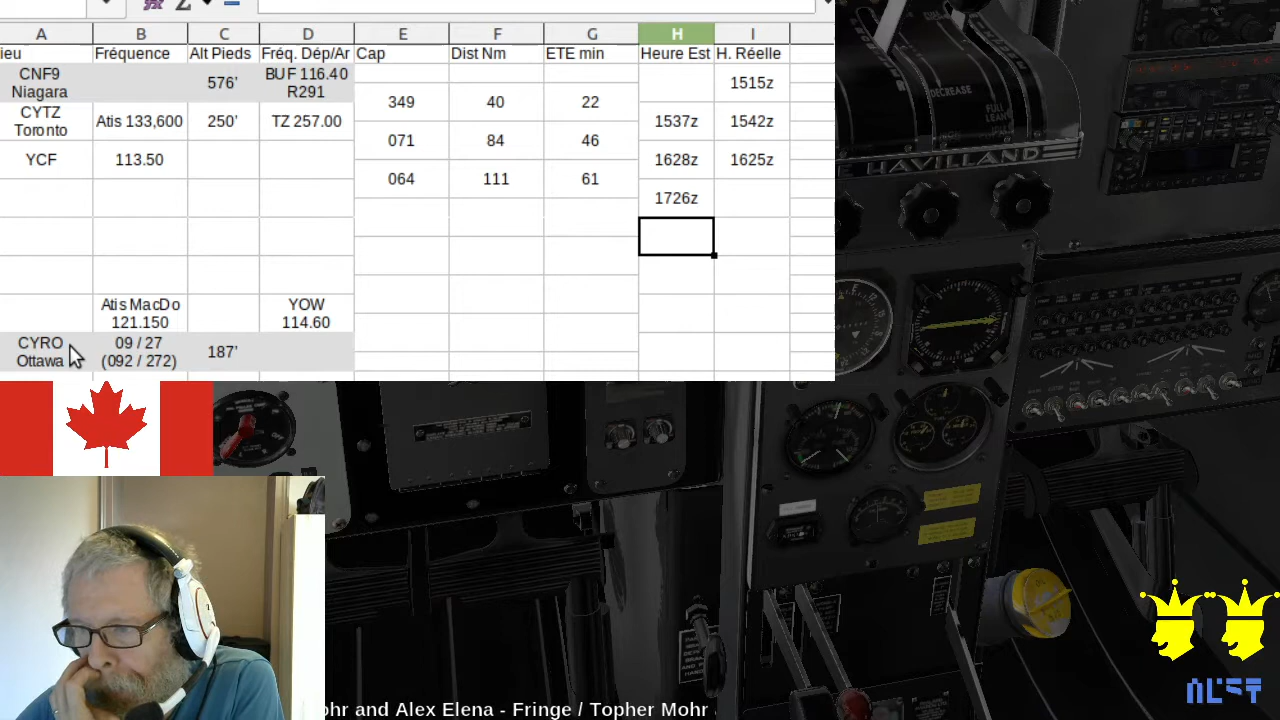 A B C D E F G H I
ieu Fréquence Alt Pieds Fréq. Dép/Ar Cap Dist Nm ETE min Heure Est H. Réelle
CNF9 Niagara 576' BUF 116.40 R291 1515z
349 40 22
CYTZ Toronto Atis 133,600 250' TZ 257.00 1537z 1542z
071 84 46
YCF 113.50 1628z 1625z
064 111 61
1726z
Atis MacDo 121.150 YOW 114.60
CYRO Ottawa 09 / 27 (092 / 272) 187'
DECREASE
FULL
HAVILLAND
ohr and Alex Elena - Fringe / Topher Mohr